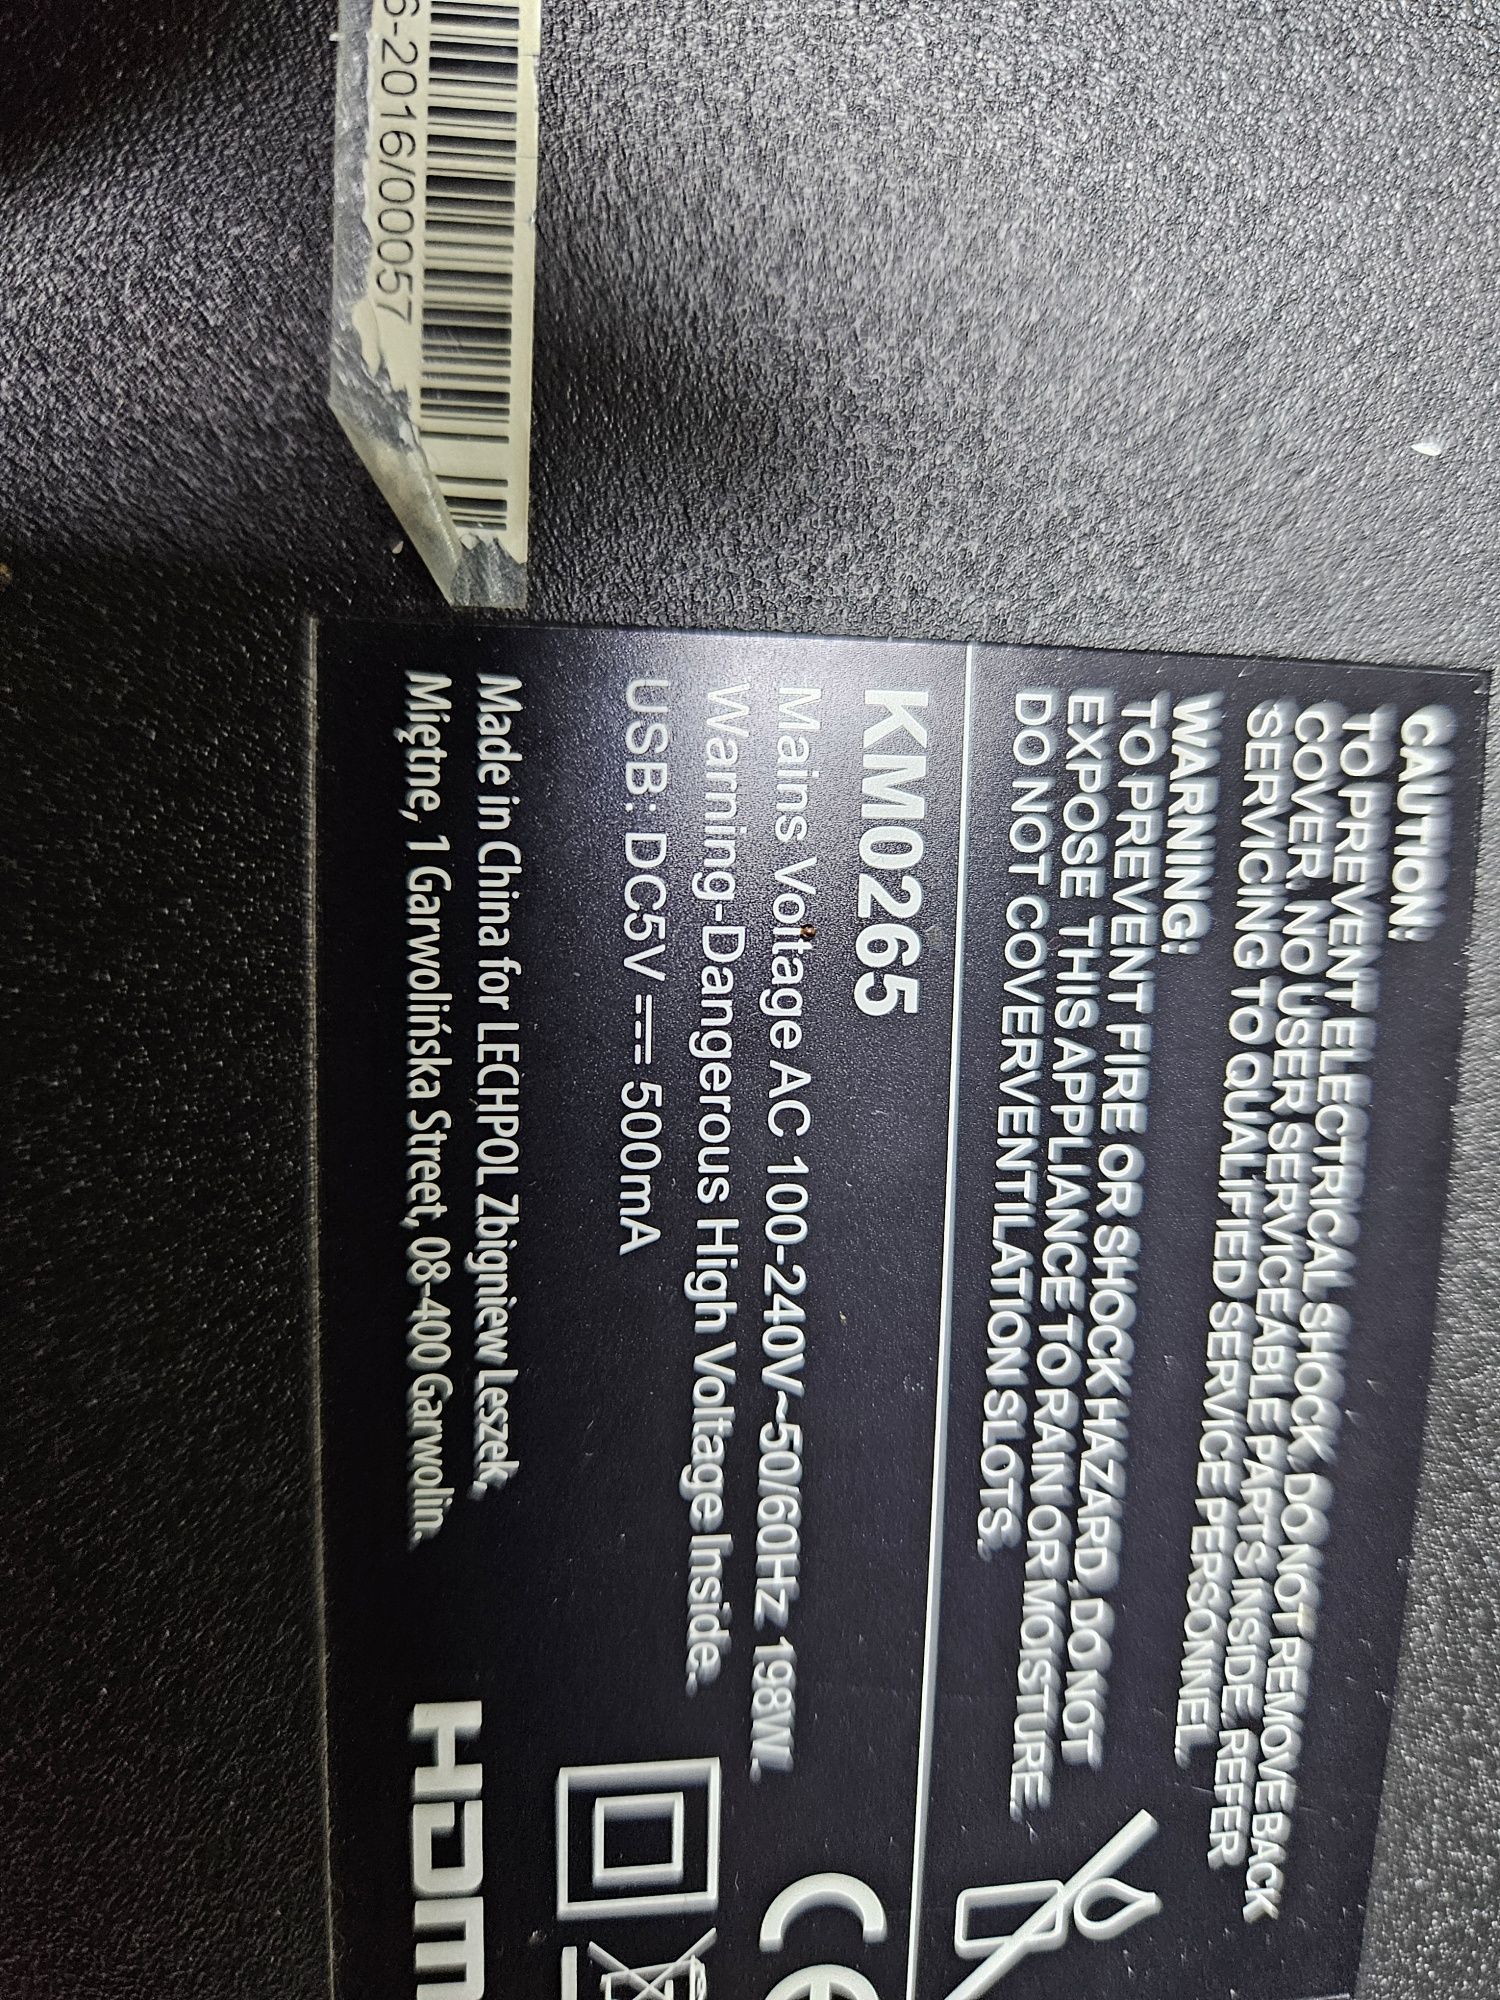 6-2016/00057
CAUTION:
TO PREVENT ELECTRICAL SHOCK, DO NOT REMOVE BACK
COVER. NO USER SERVICEABLE PARTS INSIDE. REFER
SERVICING TO QUALIFIED SERVICE PERSONNEL.
WARNING:
TO PREVENT FIRE OR SHOCK HAZARD, DO NOT
EXPOSE THIS APPLIANCE TO RAIN OR MOISTURE.
DO NOT COVER VENTILATION SLOTS.
KM0265
Mains Voltage AC 100-240V~50/60Hz 198W.
Warning-Dangerous High Voltage Inside.
USB: DC5V ⎓ 500mA
Made in China for LECHPOL Zbigniew Leszek,
Miętne, 1 Garwolińska Street, 08-400 Garwolin.
CE
HDMI